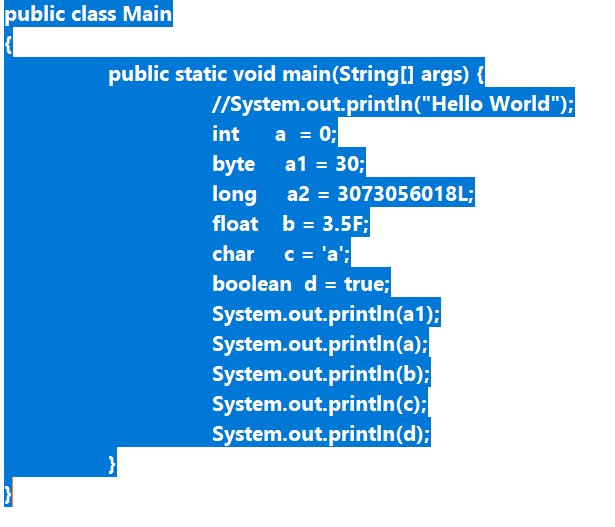 public class Main
{
public static void main(String[] args) {
//System.out.println("Hello World");
int a = 0;
byte a1 = 30;
long a2 = 3073056018L;
float b = 3.5F;
char c = 'a';
boolean d = true;
System.out.println(a1);
System.out.println(a);
System.out.println(b);
System.out.println(c);
System.out.println(d);
}
}